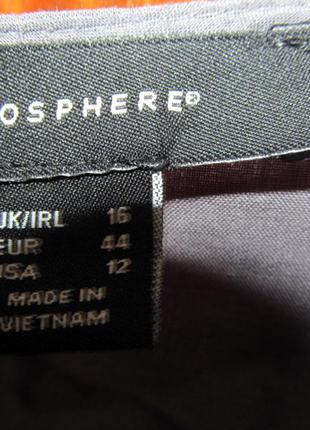 OSPHERE®
UK/IRL 16
EUR 44
USA 12
MADE IN
VIETNAM